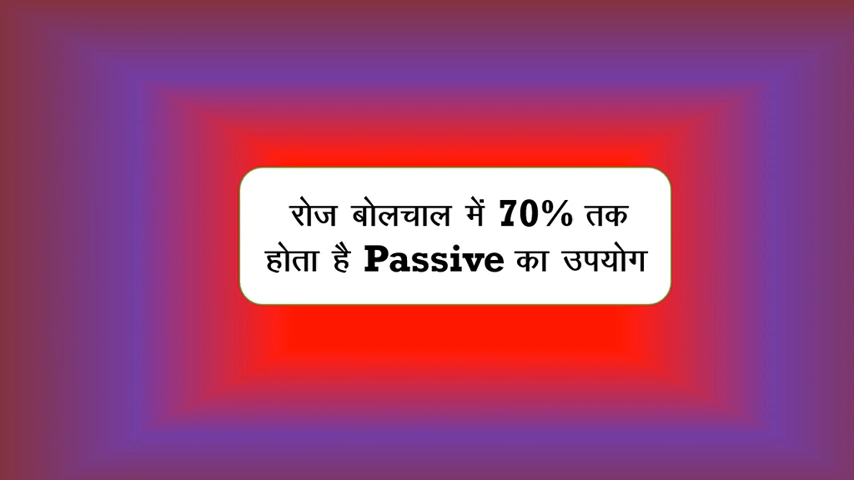 रोज बोलचाल में 70% तक
होता है Passive का उपयोग